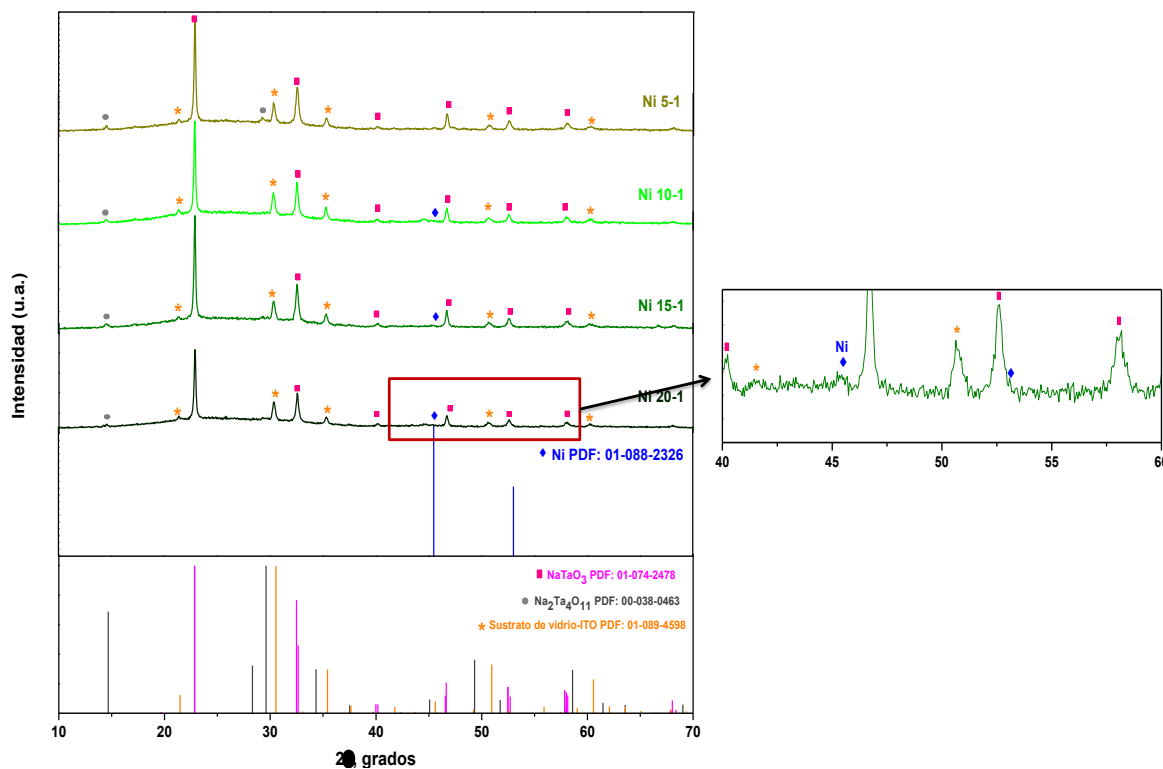 Ni 5-1
Ni 10-1
Ni 15-1
Ni 20-1
Ni PDF: 01-088-2326
NaTaO3 PDF: 01-074-2478
Na2Ta4O11 PDF: 00-038-0463
Sustrato de vidrio-ITO PDF: 01-089-4598
Intensidad (u.a.)
10 20 30 40 50 60 70
grados
Ni
40 45 50 55 60